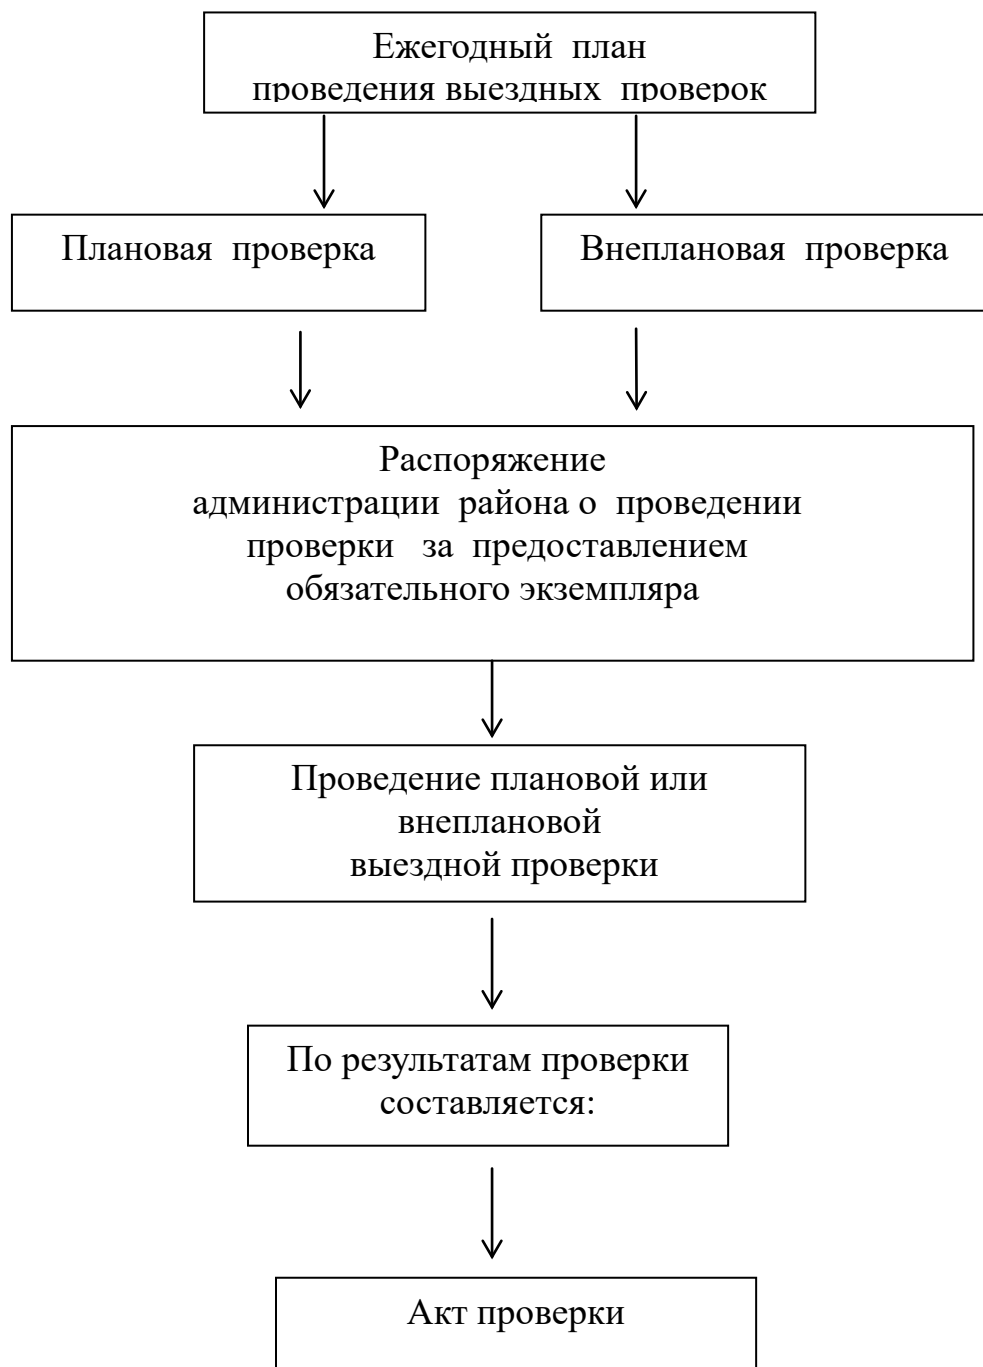 Ежегодный план
проведения выездных проверок
Плановая проверка
Внеплановая проверка
Распоряжение
администрации района о проведении
проверки за предоставлением
обязательного экземпляра
Проведение плановой или
внеплановой
выездной проверки
По результатам проверки
составляется:
Акт проверки